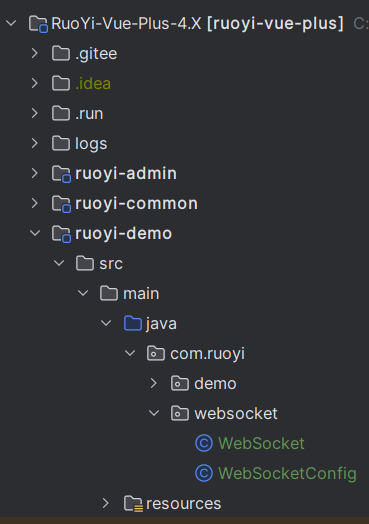 RuoYi-Vue-Plus-4.X [ruoyi-vue-plus] C:
.gitee
.idea
.run
logs
ruoyi-admin
ruoyi-common
ruoyi-demo
src
main
java
com.ruoyi
demo
websocket
WebSocket
WebSocketConfig
resources